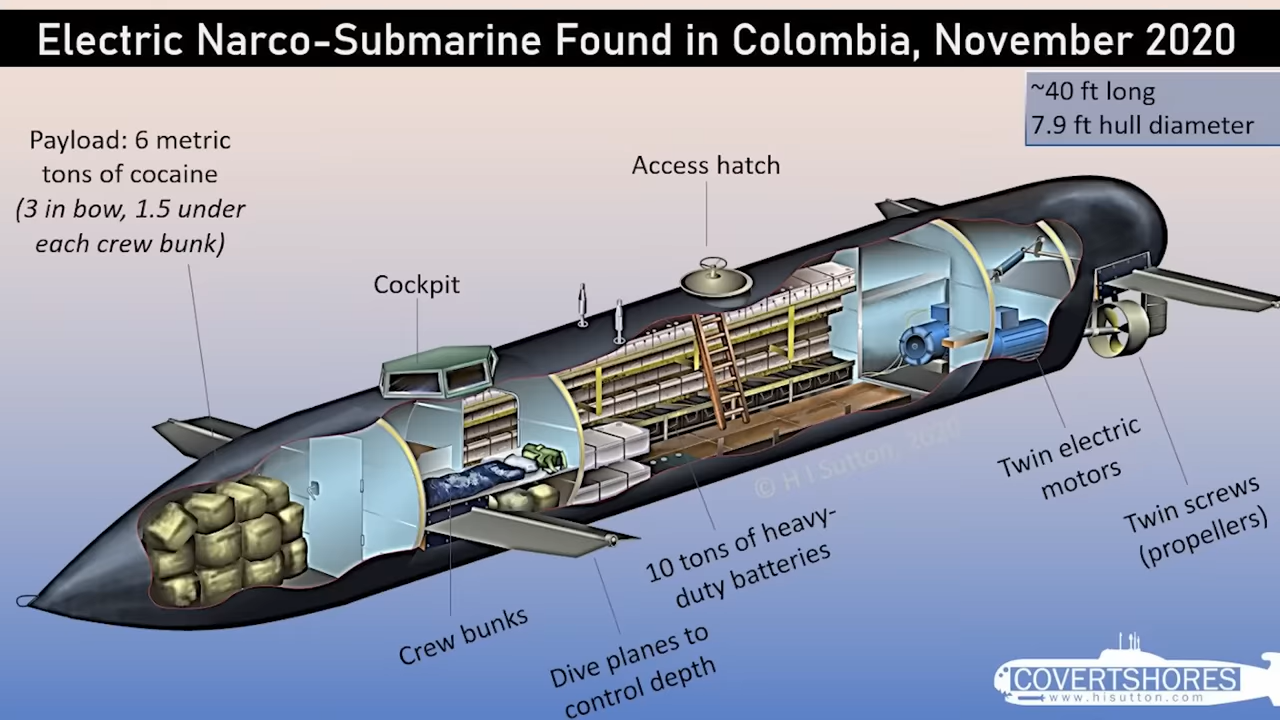 Electric Narco-Submarine Found in Colombia, November 2020
~40 ft long
7.9 ft hull diameter
Payload: 6 metric
tons of cocaine
(3 in bow, 1.5 under
each crew bunk)
Access hatch
Cockpit
© H I Sutton, 2020
Twin electric
motors
Twin screws
(propellers)
10 tons of heavy-
duty batteries
Crew bunks
Dive planes to
control depth
COVERTSHORES
www.hisutton.com